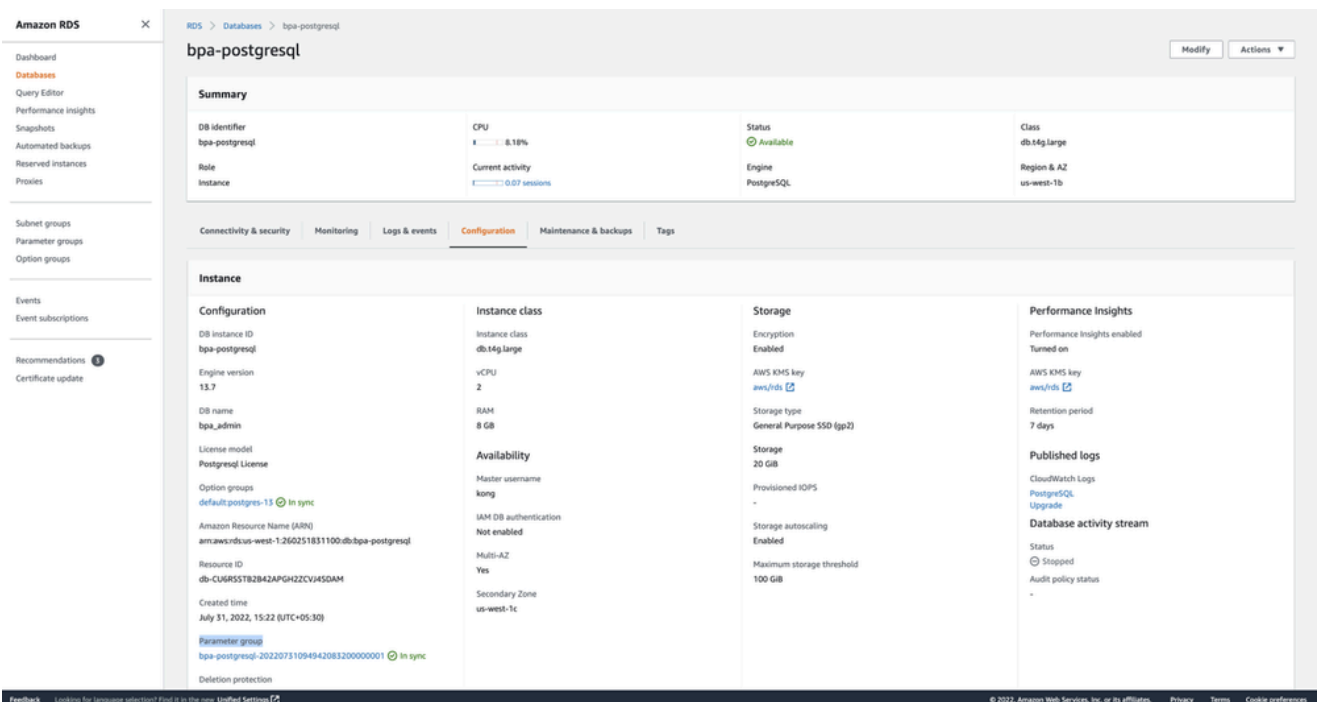 Amazon RDS
Dashboard
Databases
Query Editor
Performance insights
Snapshots
Automated backups
Reserved instances
Proxies
Subnet groups
Parameter groups
Option groups
Events
Event subscriptions
Recommendations 3
Certificate update
RDS > Databases > bpa-postgresql
bpa-postgresql
Modify Actions
Summary
DB identifier
bpa-postgresql
CPU
8.18%
Status
Available
Class
db.t4g.large
Role
Instance
Current activity
0.07 sessions
Engine
PostgreSQL
Region & AZ
us-west-1b
Connectivity & security Monitoring Logs & events Configuration Maintenance & backups Tags
Instance
Configuration
DB instance ID
bpa-postgresql
Engine version
13.7
DB name
bpa_admin
License model
Postgresql License
Option groups
default:postgres-13 In sync
Amazon Resource Name (ARN)
arn:aws:rds:us-west-1:260251831100:db:bpa-postgresql
Resource ID
db-CU6RSSTB2B42APGH2ZCVJ4SDAM
Created time
July 31, 2022, 15:22 (UTC+05:30)
Parameter group
bpa-postgresql-20220731094942083200000001 In sync
Deletion protection
Instance class
Instance class
db.t4g.large
vCPU
2
RAM
8 GB
Availability
Master username
kong
IAM DB authentication
Not enabled
Multi-AZ
Yes
Secondary Zone
us-west-1c
Storage
Encryption
Enabled
AWS KMS key
aws/rds
Storage type
General Purpose SSD (gp2)
Storage
20 GiB
Provisioned IOPS
-
Storage autoscaling
Enabled
Maximum storage threshold
100 GiB
Performance Insights
Performance Insights enabled
Turned on
AWS KMS key
aws/rds
Retention period
7 days
Published logs
CloudWatch Logs
PostgreSQL
Upgrade
Database activity stream
Status
Stopped
Audit policy status
-
Feedback Looking for language selection? Find it in the new Unified Settings © 2022, Amazon Web Services, Inc. or its affiliates. Privacy Terms Cookie preferences